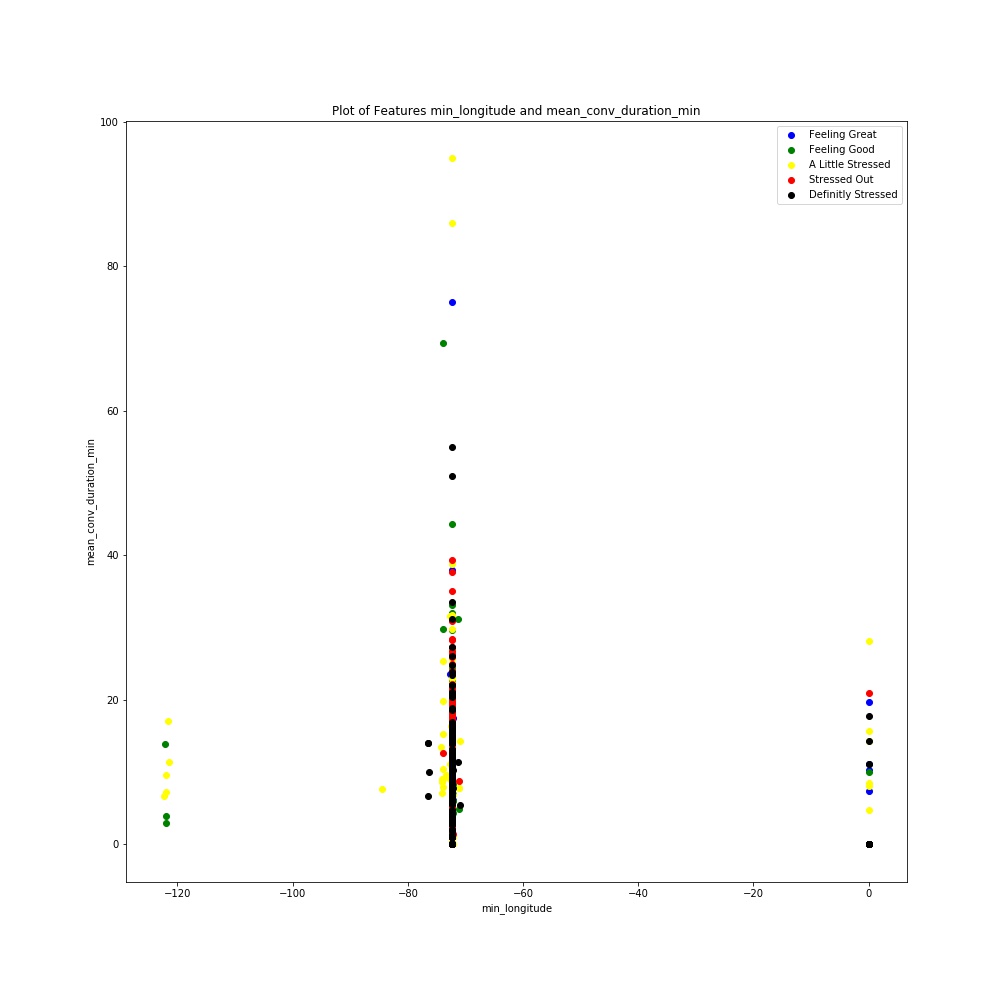 Plot of Features min_longitude and mean_conv_duration_min
100
80
60
40
20
0
mean_conv_duration_min
Feeling Great
Feeling Good
A Little Stressed
Stressed Out
Definitly Stressed
−120
−100
−80
−60
−40
−20
0
min_longitude